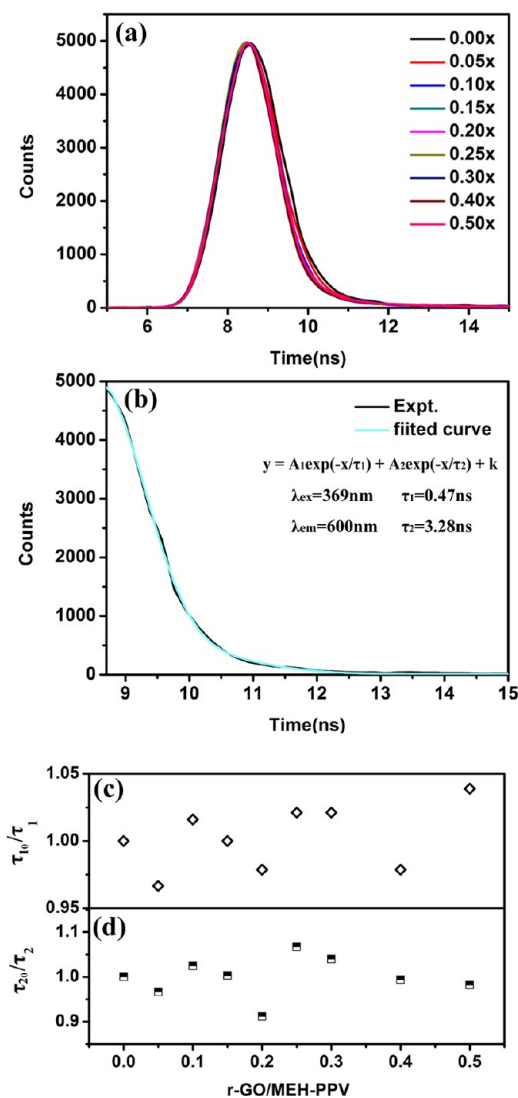 (a)
5000
4000
3000
2000
1000
0
Counts
0.00x
0.05x
0.10x
0.15x
0.20x
0.25x
0.30x
0.40x
0.50x
6 8 10 12 14
Time(ns)
(b)
5000
4000
3000
2000
1000
0
Counts
Expt.
fiited curve
y = A₁exp(-x/τ₁) + A₂exp(-x/τ₂) + k
λex=369nm τ₁=0.47ns
λem=600nm τ₂=3.28ns
9 10 11 12 13 14 15
Time(ns)
(c)
1.05
1.00
0.95
τ₁₀/τ₁
(d)
1.1
1.0
0.9
τ₂₀/τ₂
0.0 0.1 0.2 0.3 0.4 0.5
r-GO/MEH-PPV